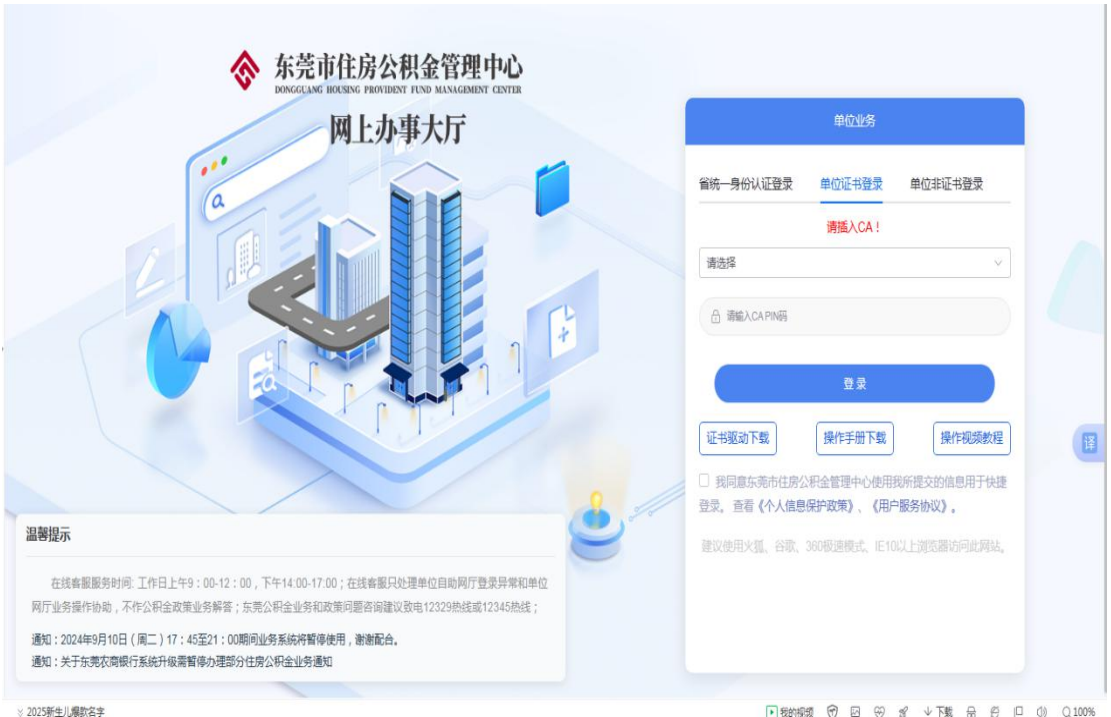 东莞市住房公积金管理中心
DONGGUANG HOUSING PROVIDENT FUND MANAGEMENT CENTER
网上办事大厅
单位业务
省统一身份认证登录 单位证书登录 单位非证书登录
请插入CA！
请选择
请输入CA PIN码
登 录
证书驱动下载 操作手册下载 操作视频教程
我同意东莞市住房公积金管理中心使用我所提交的信息用于快捷
登录。 查看《个人信息保护政策》、《用户服务协议》。
建议使用火狐、谷歌、360极速模式、IE10以上浏览器访问此网站。
译
温馨提示
在线客服服务时间: 工作日上午9：00-12：00，下午14:00-17:00；在线客服只处理单位自助网厅登录异常和单位
网厅业务操作协助，不作公积金政策业务解答；东莞公积金业务和政策问题咨询建议致电12329热线或12345热线；
通知：2024年9月10日（周二）17：45至21：00期间业务系统将暂停使用，谢谢配合。
通知：关于东莞农商银行系统升级需暂停办理部分住房公积金业务通知
2025新生儿爆款名字
我的视频 下载 100%